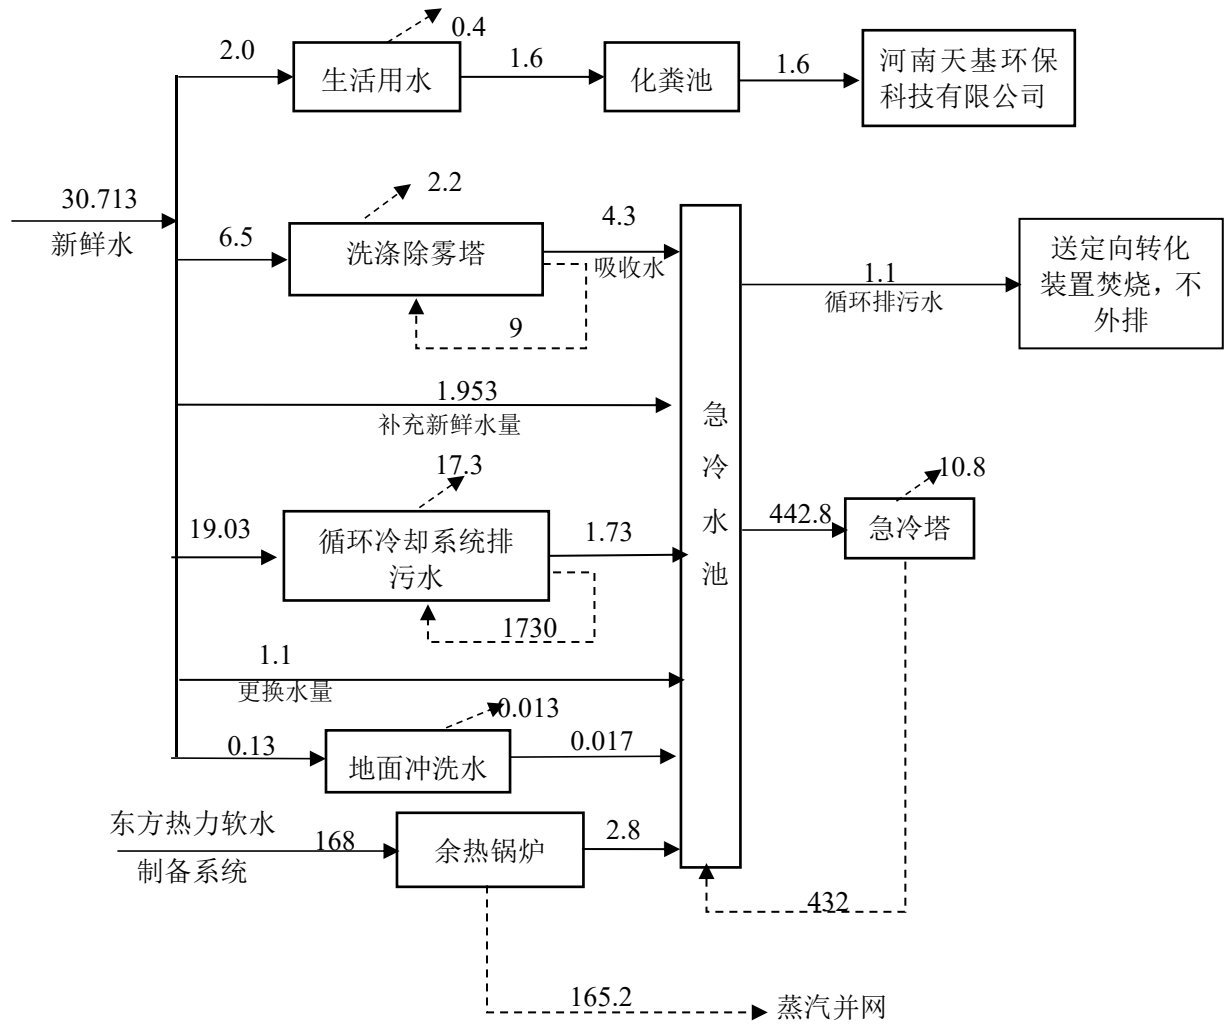 0.4
2.0
生活用水
1.6
化粪池
1.6
河南天基环保
科技有限公司
30.713
新鲜水
2.2
6.5
洗涤除雾塔
4.3
吸收水
9
1.1
循环排污水
送定向转化
装置焚烧，不
外排
1.953
补充新鲜水量
急
冷
水
池
17.3
19.03
循环冷却系统排
污水
1.73
1730
442.8
10.8
急冷塔
1.1
更换水量
0.013
0.13
地面冲洗水
0.017
东方热力软水
制备系统
168
余热锅炉
2.8
432
165.2
蒸汽并网